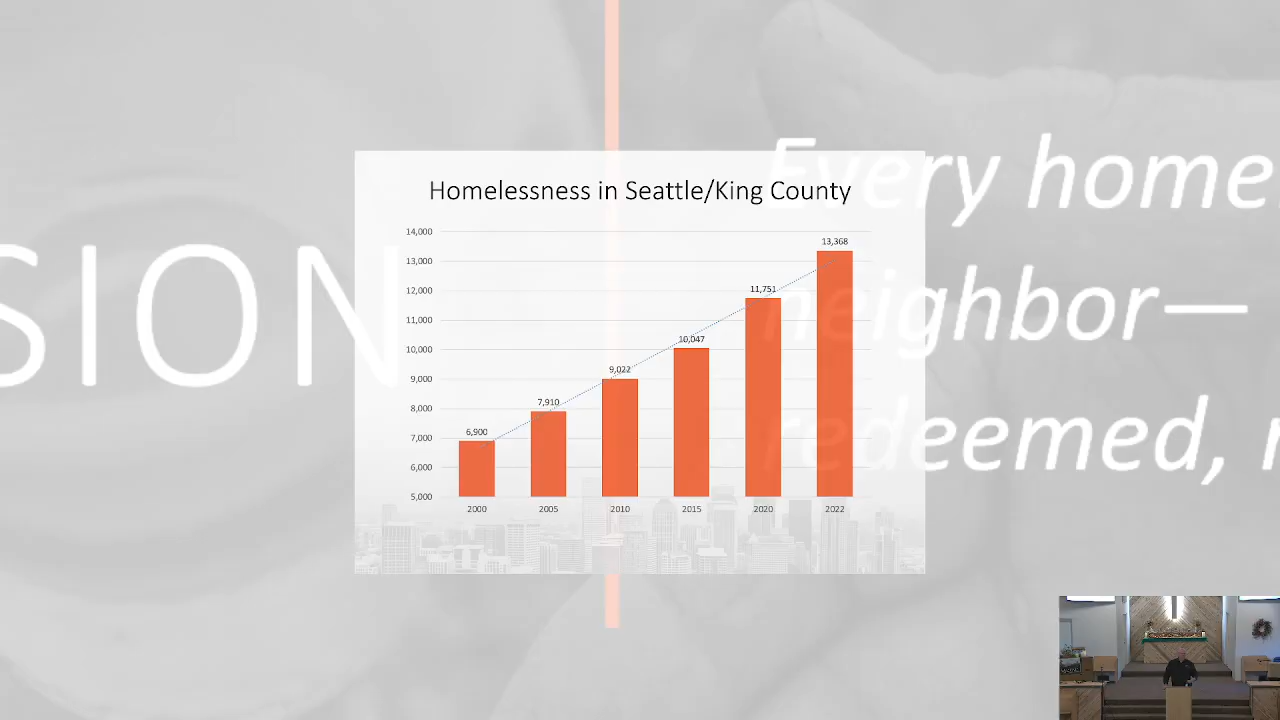 SION
Every home
neighbor—
redeemed, r
Homelessness in Seattle/King County
14,000
13,000
12,000
11,000
10,000
9,000
8,000
7,000
6,000
5,000
6,900
7,910
9,022
10,047
11,751
13,368
2000 2005 2010 2015 2020 2022